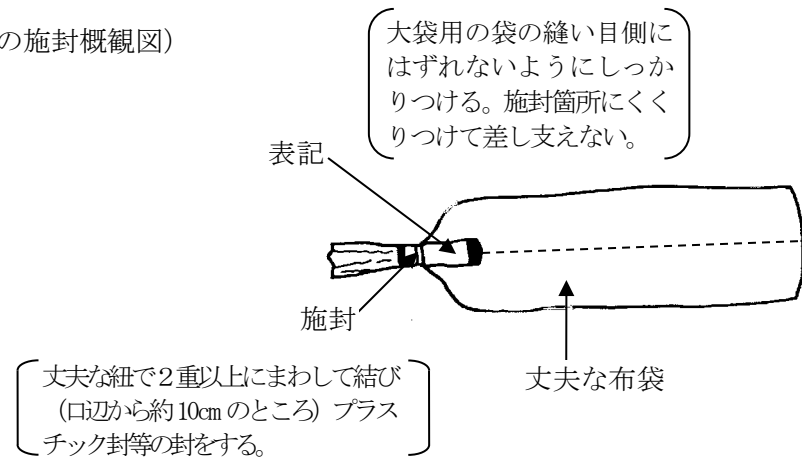 の施封概観図）
大袋用の袋の縫い目側に
はずれないようにしっか
りつける。施封箇所にくく
りつけて差し支えない。
表記
施封
丈夫な布袋
丈夫な紐で２重以上にまわして結び
（口辺から約10cm のところ）プラス
チック封等の封をする。